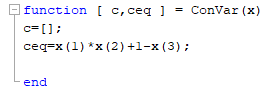 function [ c,ceq ] = ConVar(x)
c=[];
ceq=x(1)*x(2)+1-x(3);
end